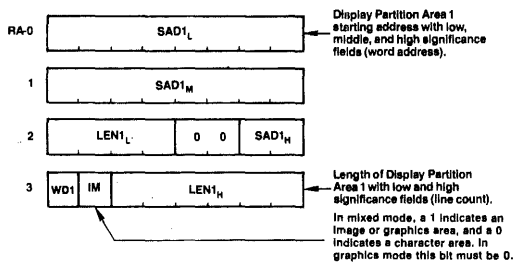 Display Partition Area 1
starting address with low,
middle, and high significance
fields (word address).
RA-0 SAD1L
1 SAD1M
2 LEN1L 0 0 SAD1H
3 WD1 IM LEN1H
Length of Display Partition
Area 1 with low and high
significance fields (line count).
In mixed mode, a 1 indicates an
image or graphics area, and a 0
indicates a character area. In
graphics mode this bit must be 0.